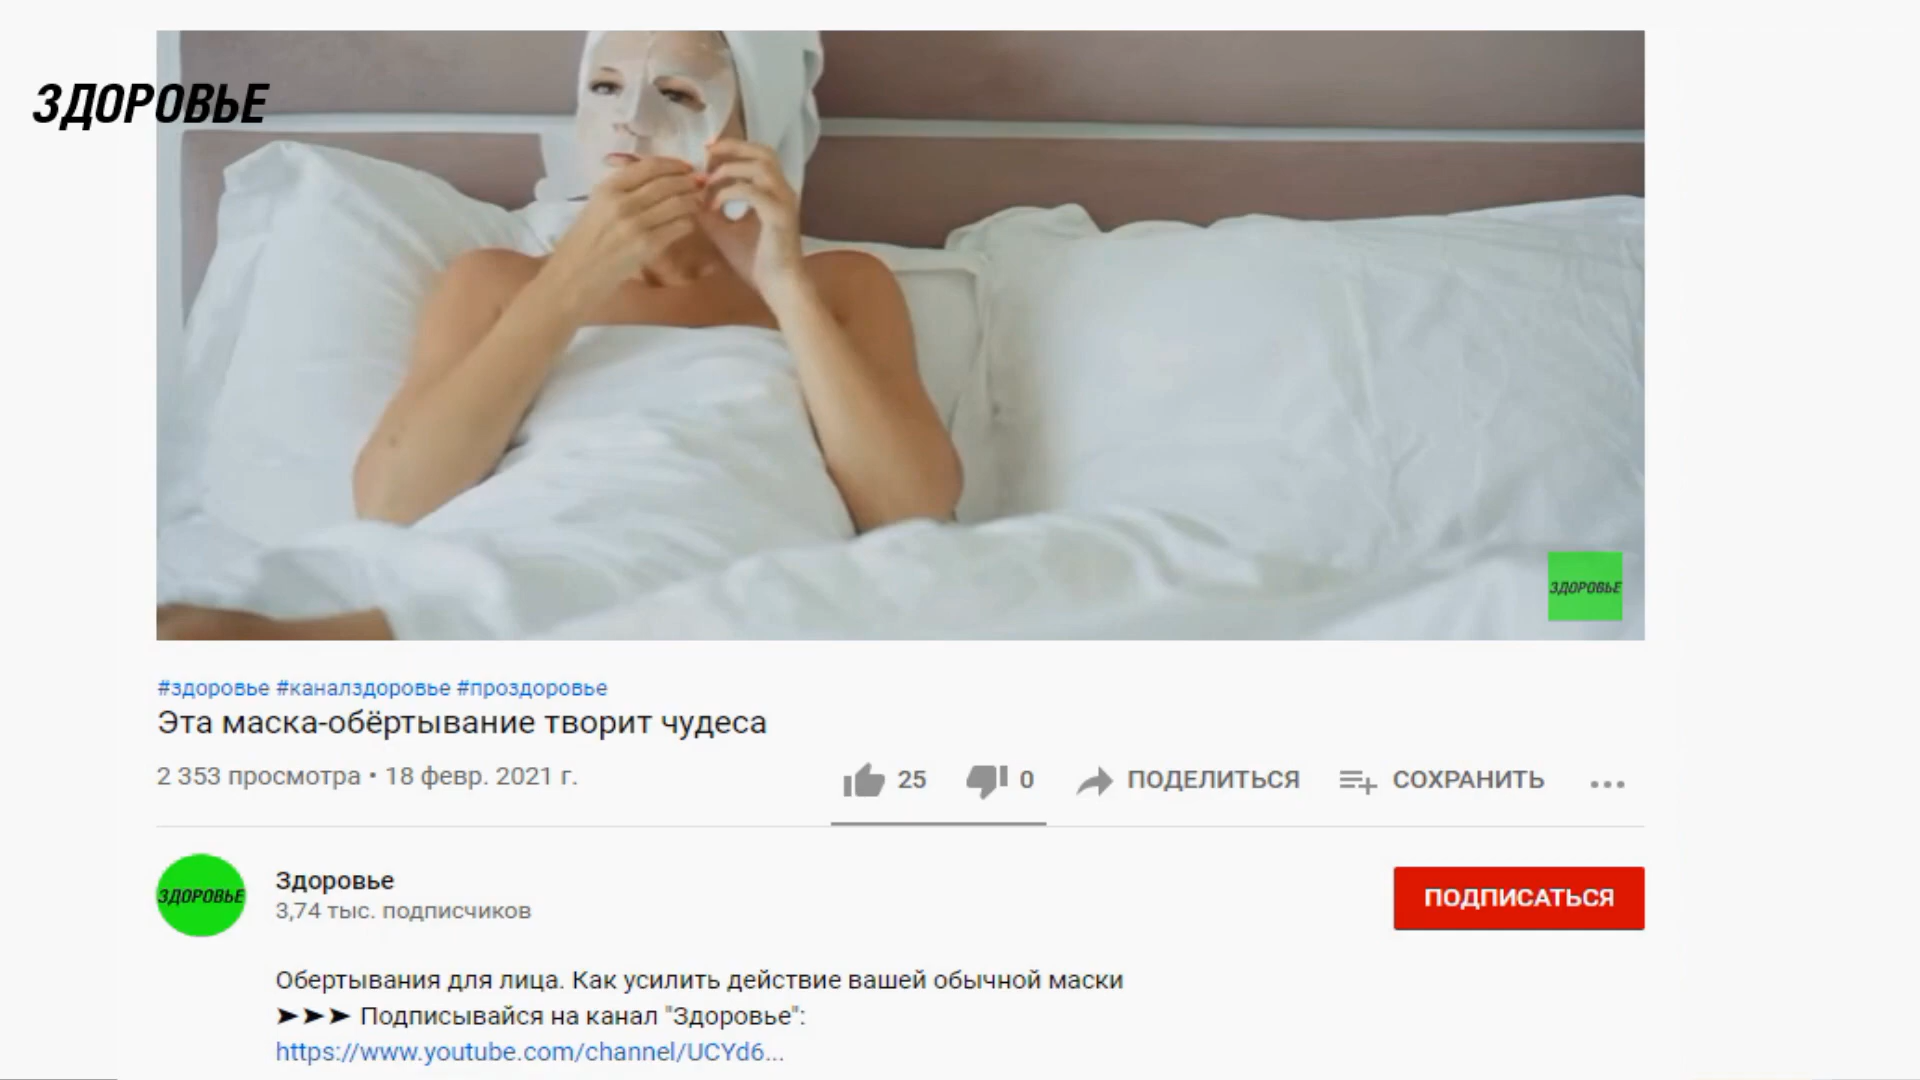 ЗДОРОВЬЕ
ЗДОРОВЬЕ
#здоровье #каналздоровье #проздоровье
Эта маска-обёртывание творит чудеса
2 353 просмотра • 18 февр. 2021 г.
25 0 ПОДЕЛИТЬСЯ СОХРАНИТЬ ...
ЗДОРОВЬЕ
Здоровье
3,74 тыс. подписчиков
ПОДПИСАТЬСЯ
Обертывания для лица. Как усилить действие вашей обычной маски
➤➤➤ Подписывайся на канал "Здоровье":
https://www.youtube.com/channel/UCYd6...